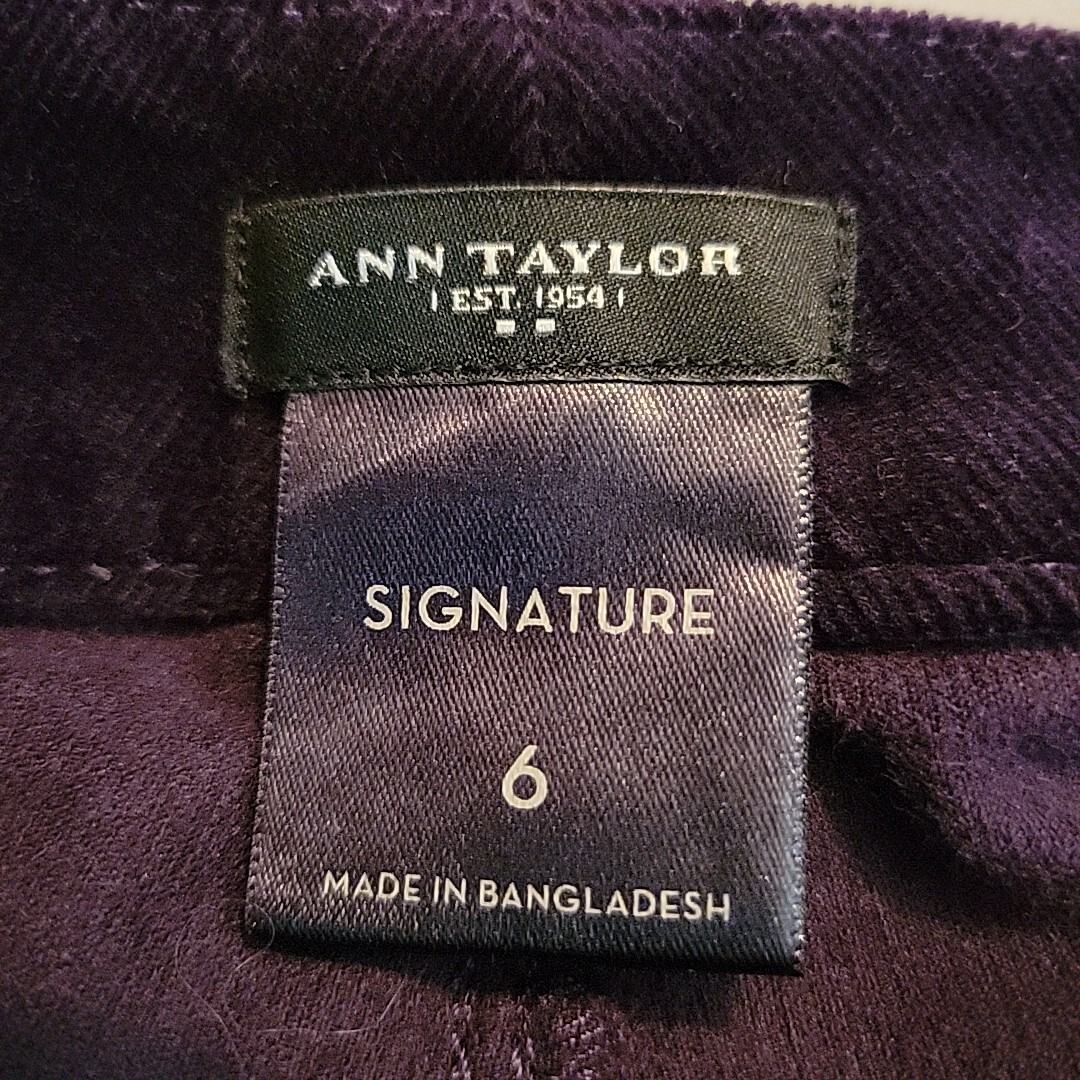 ANN TAYLOR
EST. 1954
SIGNATURE
6
MADE IN BANGLADESH